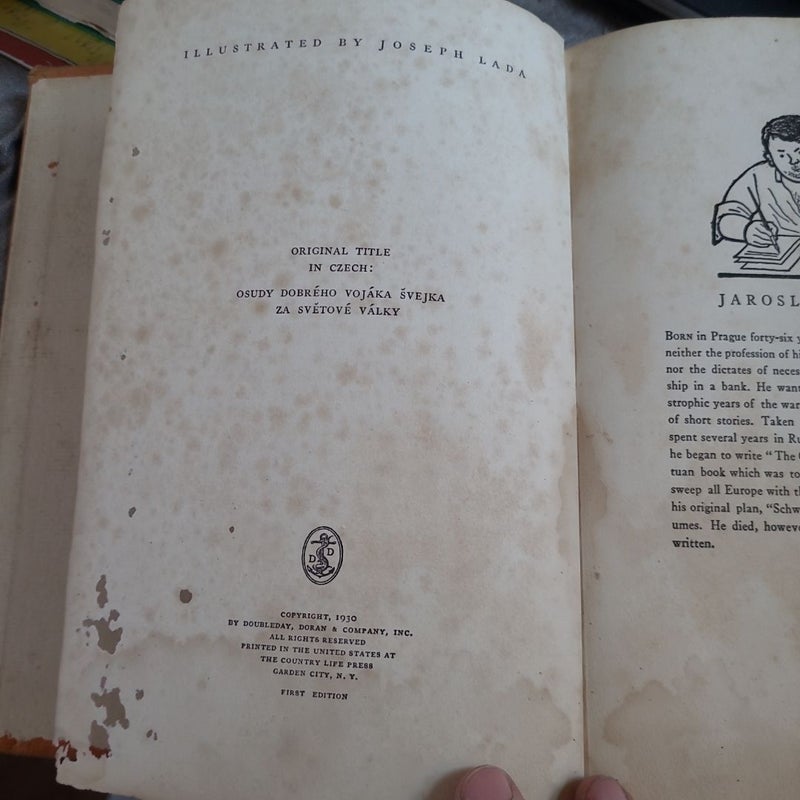 ILLUSTRATED BY JOSEPH LADA
ORIGINAL TITLE
IN CZECH:
OSUDY DOBRÉHO VOJÁKA ŠVEJKA
ZA SVĚTOVÉ VÁLKY
D D
COPYRIGHT, 1930
BY DOUBLEDAY, DORAN & COMPANY, INC.
ALL RIGHTS RESERVED
PRINTED IN THE UNITED STATES AT
THE COUNTRY LIFE PRESS
GARDEN CITY, N. Y.
FIRST EDITION
JAROSL
BORN in Prague forty-six y
neither the profession of hi
nor the dictates of neces
ship in a bank. He want
strophic years of the war
of short stories. Taken
spent several years in Ru
he began to write "The G
tuan book which was to
sweep all Europe with th
his original plan, "Schw
umes. He died, howeve
written.